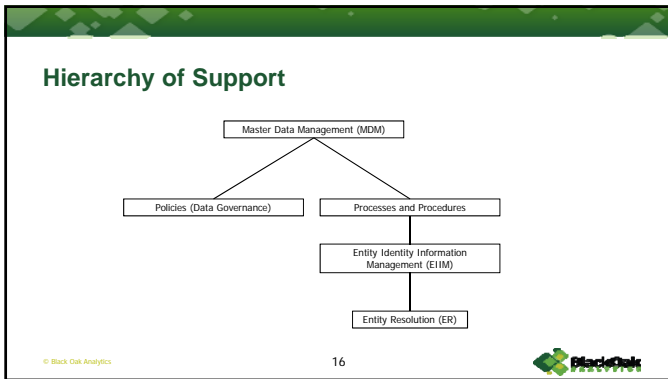 Hierarchy of Support
Master Data Management (MDM)
Policies (Data Governance)
Processes and Procedures
Entity Identity Information
Management (EIIM)
Entity Resolution (ER)
© Black Oak Analytics
16
BlackOak
ANALYTICS